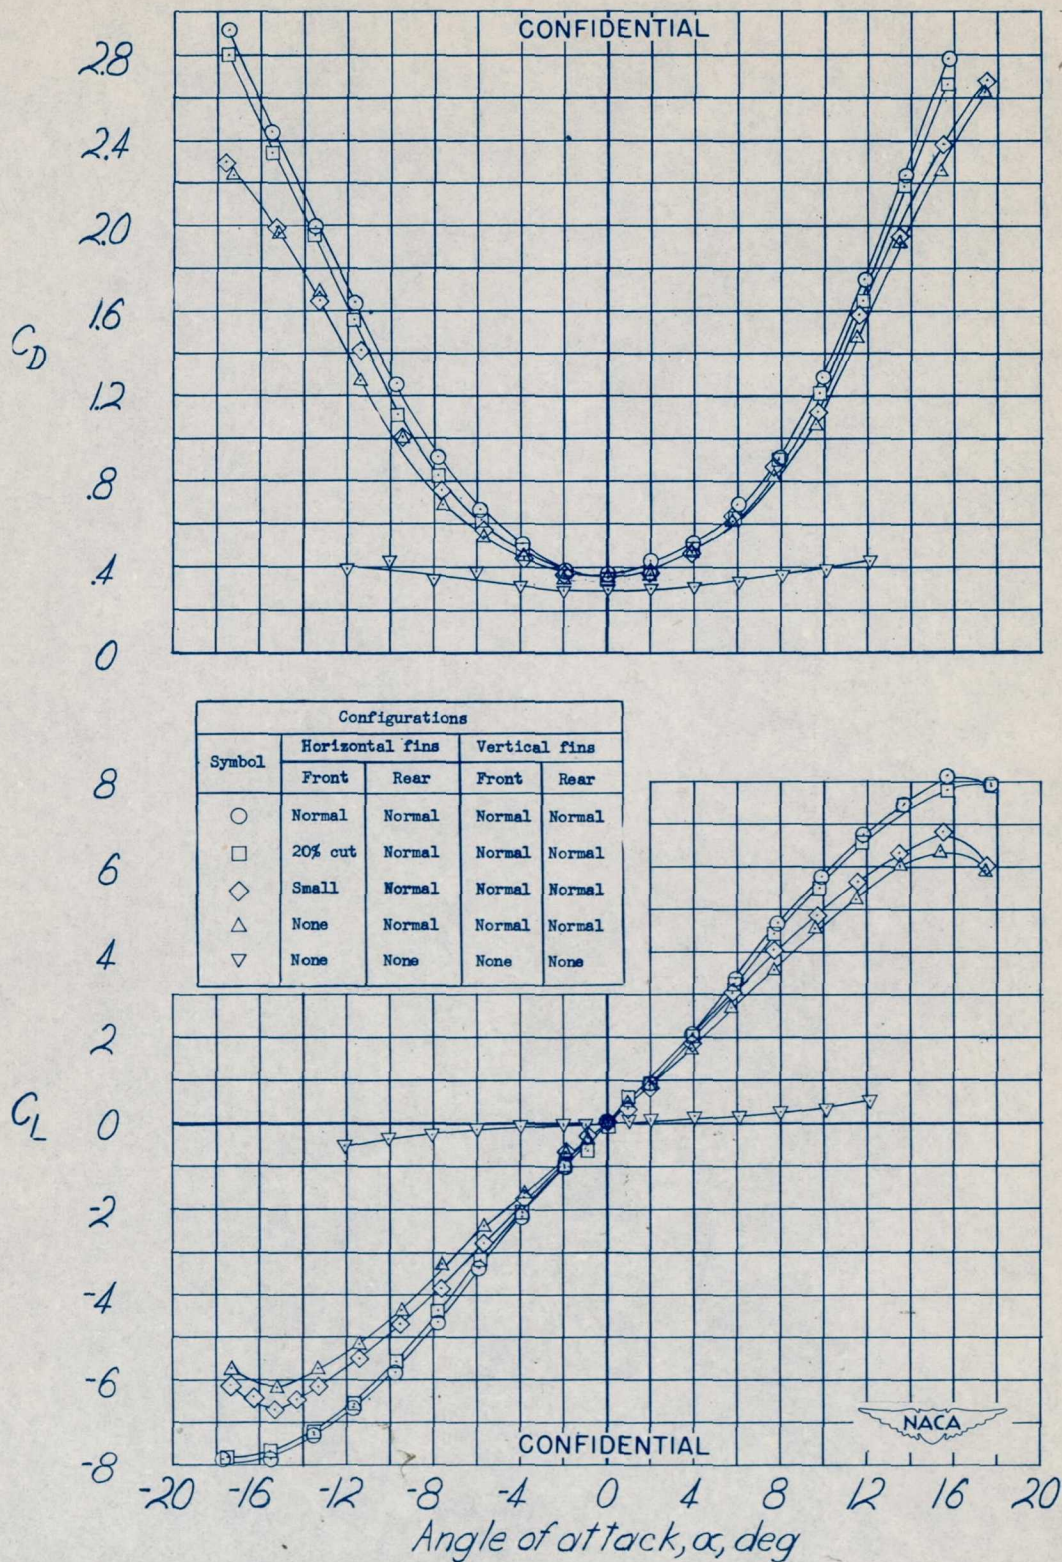 CONFIDENTIAL
2.8
2.4
2.0
1.6
C_D
1.2
.8
.4
0
Configurations
Symbol Horizontal fins Vertical fins
Front Rear Front Rear
Normal Normal Normal Normal
20% cut Normal Normal Normal
Small Normal Normal Normal
None Normal Normal Normal
None None None None
8
6
4
2
C_L
0
-2
-4
-6
-8
NACA
CONFIDENTIAL
-20 -16 -12 -8 -4 0 4 8 12 16 20
Angle of attack, α, deg